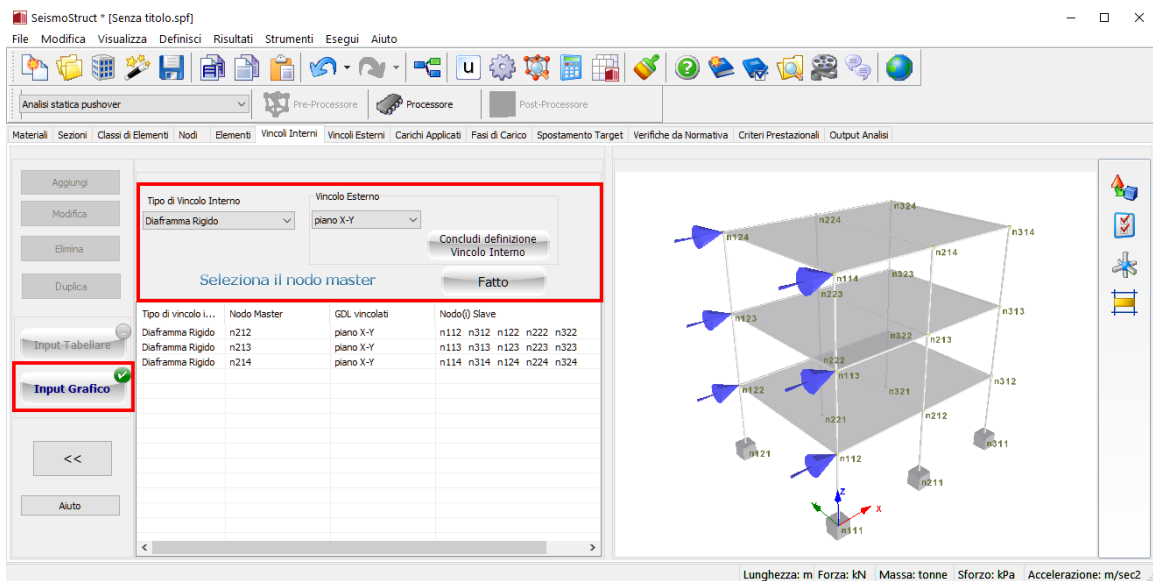 SeismoStruct * [Senza titolo.spf]
File Modifica Visualizza Definisci Risultati Strumenti Esegui Aiuto
u
Analisi statica pushover
Pre-Processore
Processore
Post-Processore
Materiali Sezioni Classi di Elementi Nodi Elementi Vincoli Interni Vincoli Esterni Carichi Applicati Fasi di Carico Spostamento Target Verifiche da Normativa Criteri Prestazionali Output Analisi
Aggiungi
Modifica
Elimina
Duplica
Input Tabellare
Input Grafico
<<
Aiuto
Tipo di Vincolo Interno
Diaframma Rigido
Vincolo Esterno
piano X-Y
Concludi definizione
Vincolo Interno
Seleziona il nodo master
Fatto
Tipo di vincolo i... Nodo Master GDL vincolati Nodo(i) Slave
Diaframma Rigido n212 piano X-Y n112 n312 n122 n222 n322
Diaframma Rigido n213 piano X-Y n113 n313 n123 n223 n323
Diaframma Rigido n214 piano X-Y n114 n314 n124 n224 n324
n324
n224
n314
n124
n214
n323
n114
n223
n313
n123
n322
n213
n222
n113
n312
n122
n321
n212
n221
n311
n121
n112
n211
z
x
n111
Lunghezza: m Forza: kN Massa: tonne Sforzo: kPa Accelerazione: m/sec2